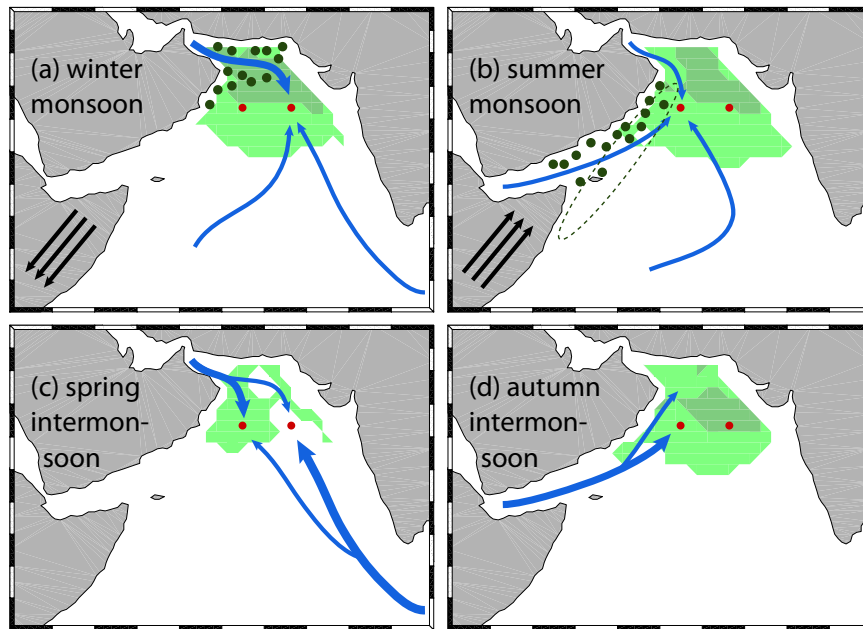 (a) winter
monsoon
(b) summer
monsoon
(c) spring
intermon-
soon
(d) autumn
intermon-
soon